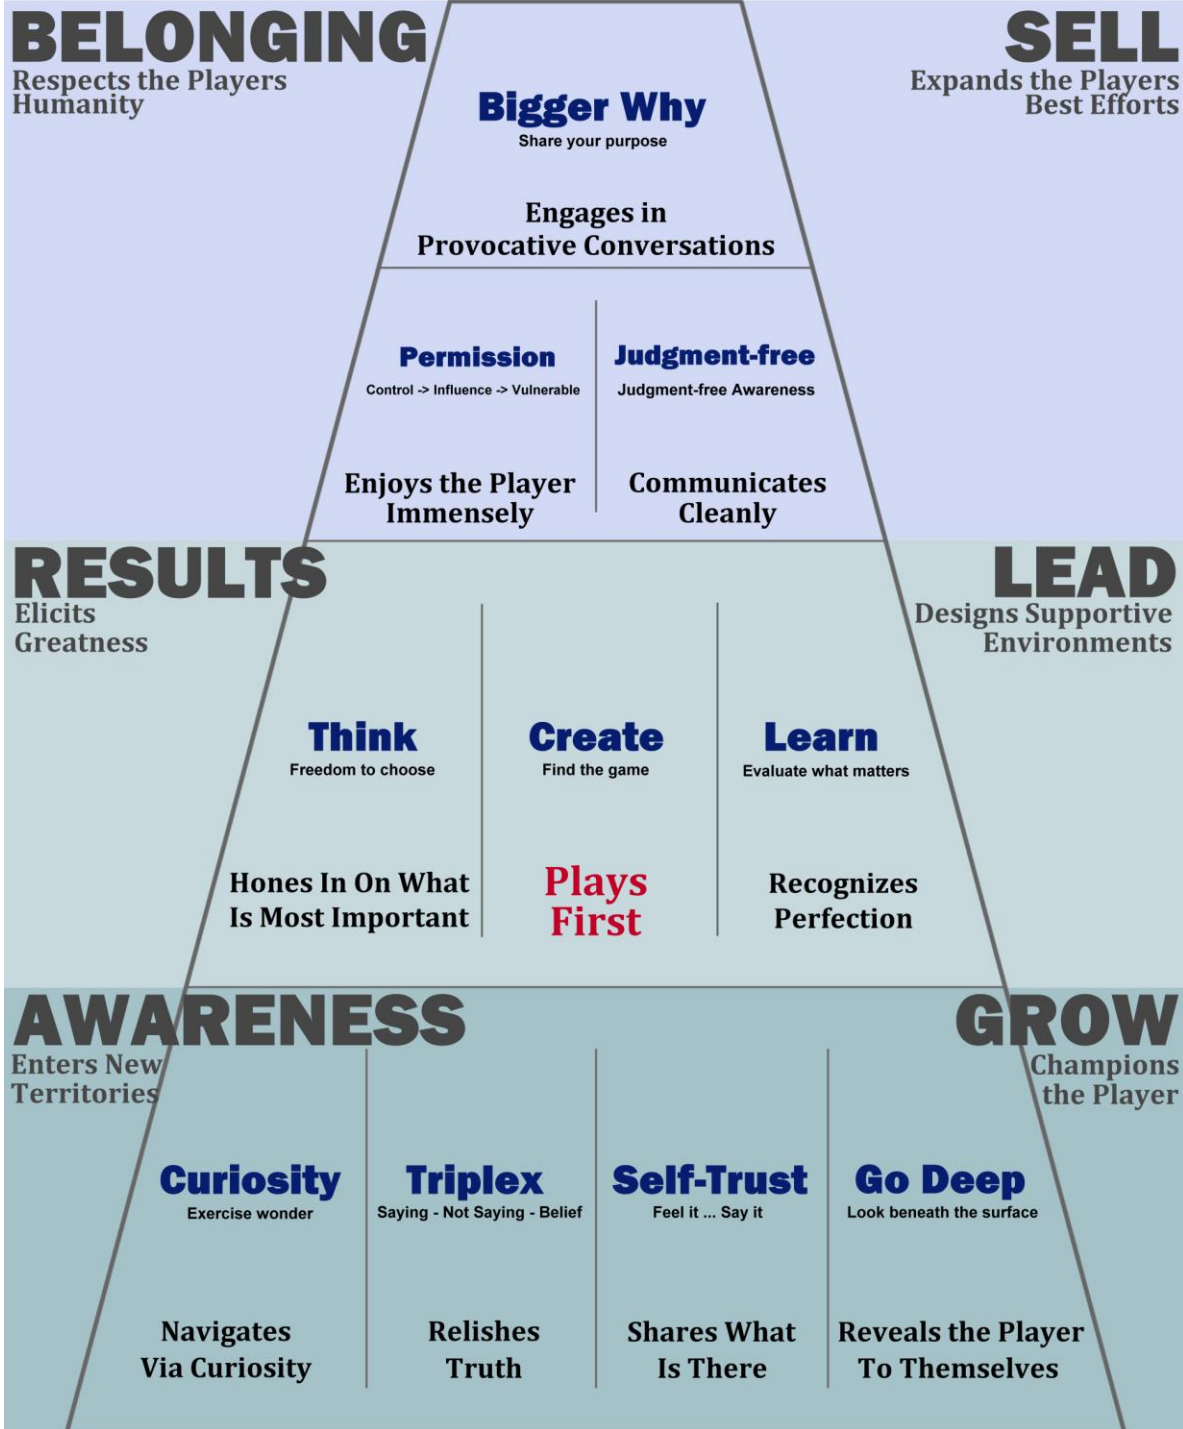 BELONGING
Respects the Players
Humanity
SELL
Expands the Players
Best Efforts
Bigger Why
Share your purpose
Engages in
Provocative Conversations
Permission
Control -> Influence -> Vulnerable
Enjoys the Player
Immensely
Judgment-free
Judgment-free Awareness
Communicates
Cleanly
RESULTS
Elicits
Greatness
LEAD
Designs Supportive
Environments
Think
Freedom to choose
Hones In On What
Is Most Important
Create
Find the game
Plays
First
Learn
Evaluate what matters
Recognizes
Perfection
AWARENESS
Enters New
Territories
GROW
Champions
the Player
Curiosity
Exercise wonder
Navigates
Via Curiosity
Triplex
Saying - Not Saying - Belief
Relishes
Truth
Self-Trust
Feel it ... Say it
Shares What
Is There
Go Deep
Look beneath the surface
Reveals the Player
To Themselves